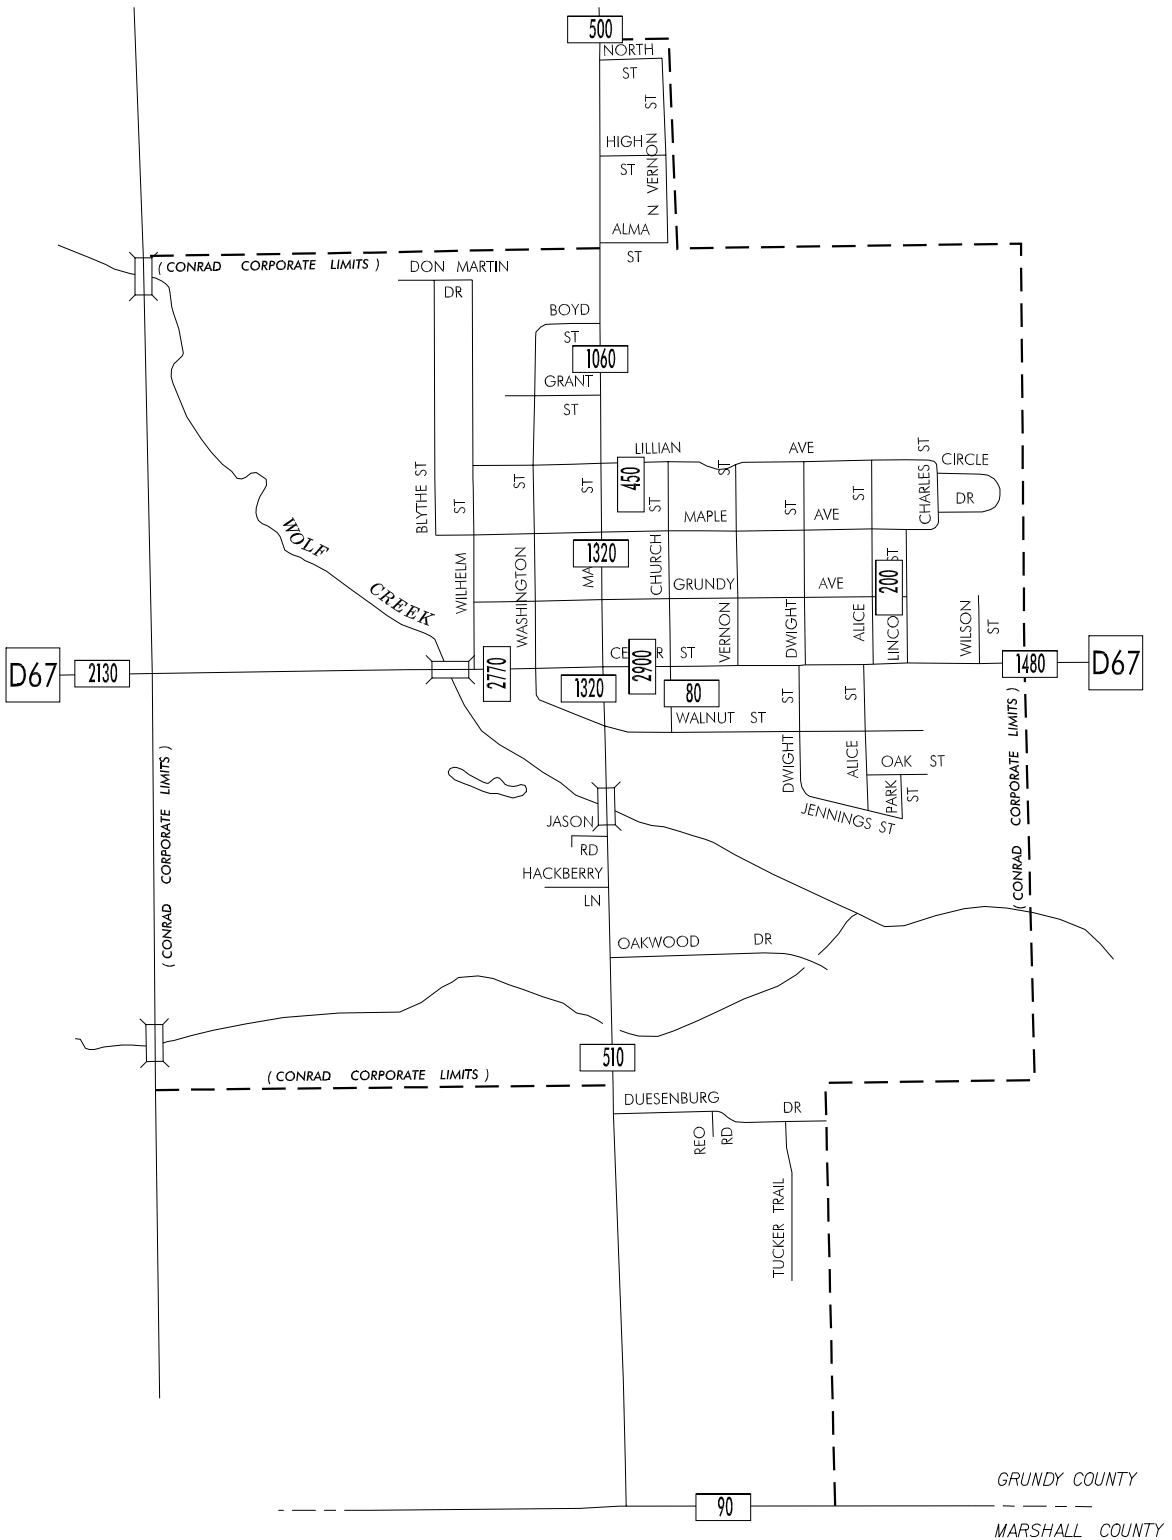 500
NORTH
ST
N VERNON ST
HIGH
ST
ALMA
ST
( CONRAD CORPORATE LIMITS )
DON MARTIN
DR
BOYD
ST
1060
GRANT
ST
LILLIAN AVE
CHARLES ST
CIRCLE
DR
450
BLYTHE ST
WILHELM ST
WASHINGTON ST
MA ST
CHURCH ST
VERNON ST
DWIGHT ST
ALICE ST
MAPLE AVE
WOLF
CREEK
1320
200
LINCO ST
GRUNDY AVE
WILSON ST
CE R ST
D67
2130
2770
2900
1480
D67
1320
80
WALNUT ST
DWIGHT ST
ALICE ST
OAK ST
PARK ST
JENNINGS ST
( CONRAD CORPORATE LIMITS )
( CONRAD CORPORATE LIMITS )
JASON
RD
HACKBERRY
LN
OAKWOOD DR
510
( CONRAD CORPORATE LIMITS )
DUESENBURG DR
REO RD
TUCKER TRAIL
GRUNDY COUNTY
90
MARSHALL COUNTY